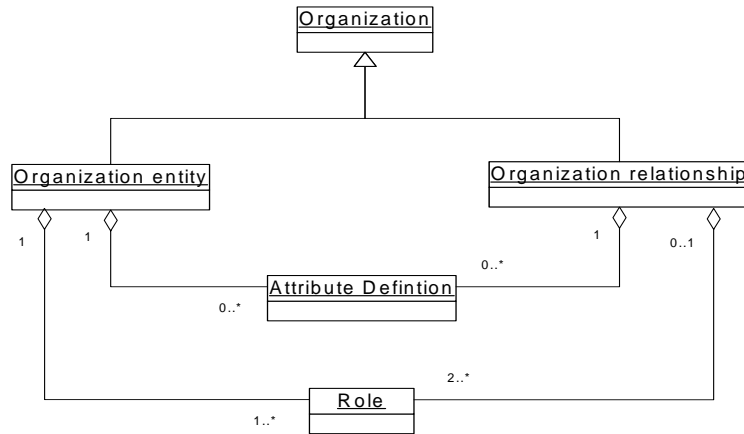 Organization
Organization entity
Organization relationship
1
1
1
0..1
0..*
0..*
Attribute Defintion
2..*
1..*
Role